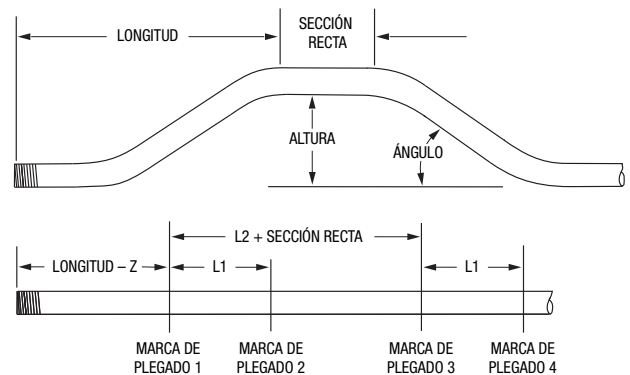 LONGITUD
SECCIÓN
RECTA
ALTURA
ÁNGULO
L2 + SECCIÓN RECTA
LONGITUD – Z
L1
L1
MARCA DE
PLEGADO 1
MARCA DE
PLEGADO 2
MARCA DE
PLEGADO 3
MARCA DE
PLEGADO 4